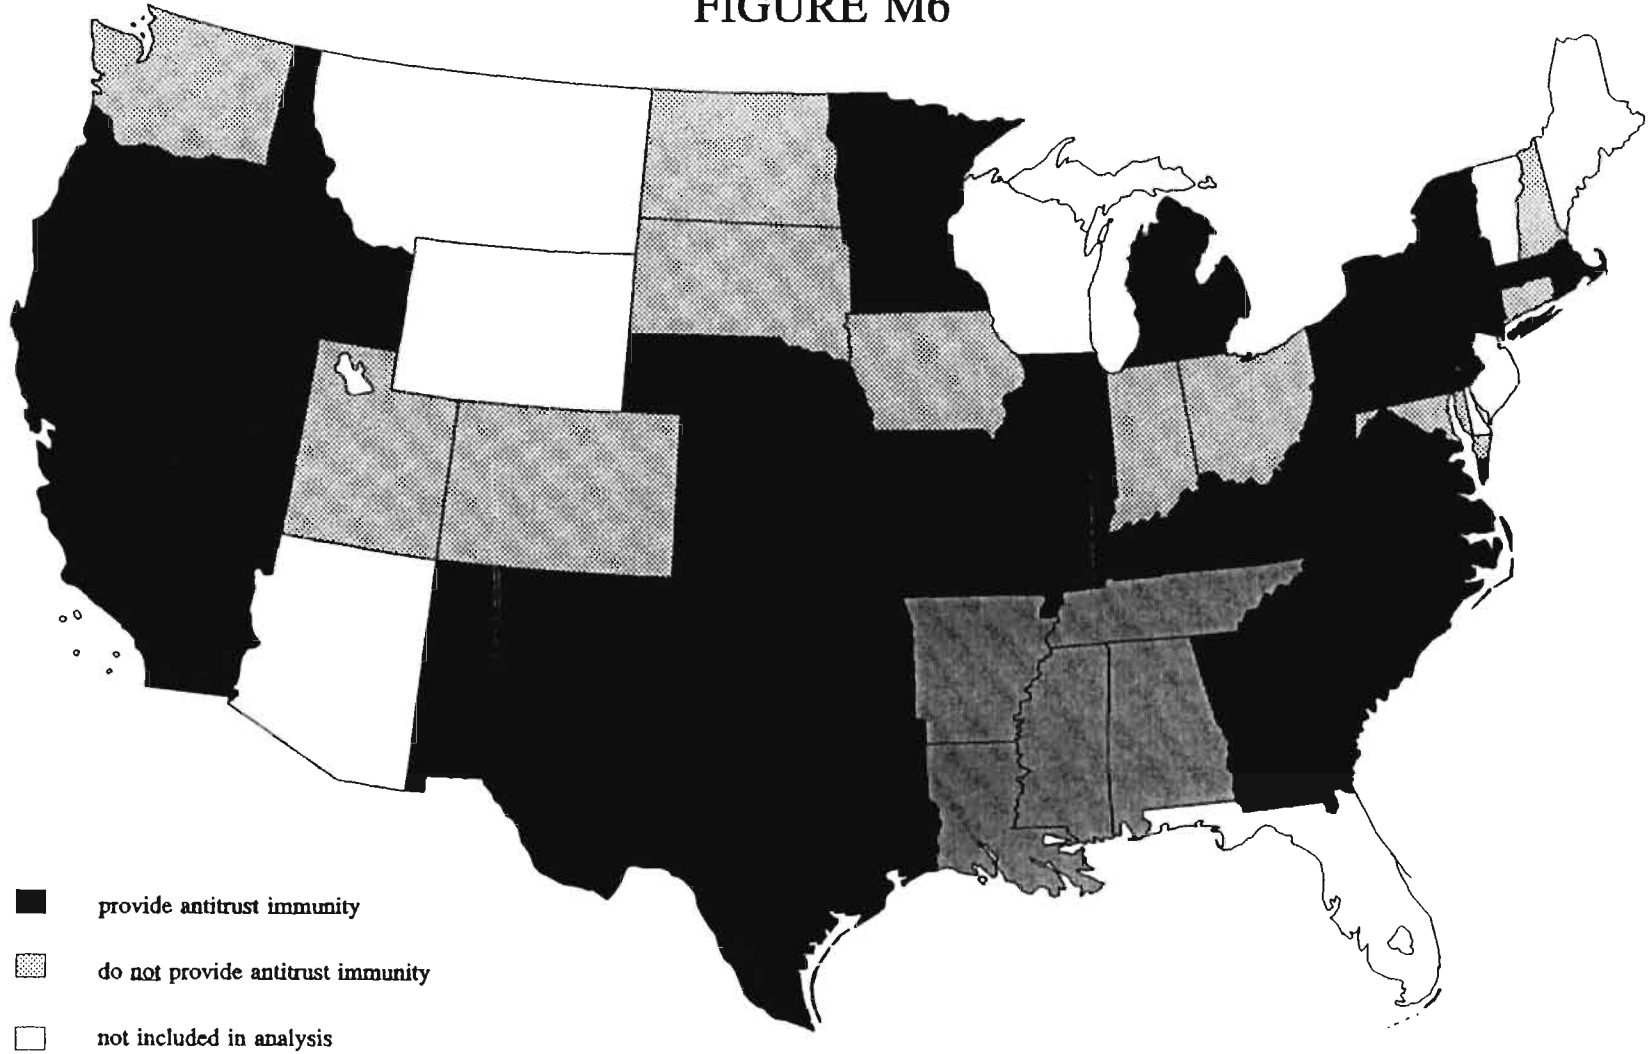 FIGURE M6
provide antitrust immunity
do not provide antitrust immunity
not included in analysis